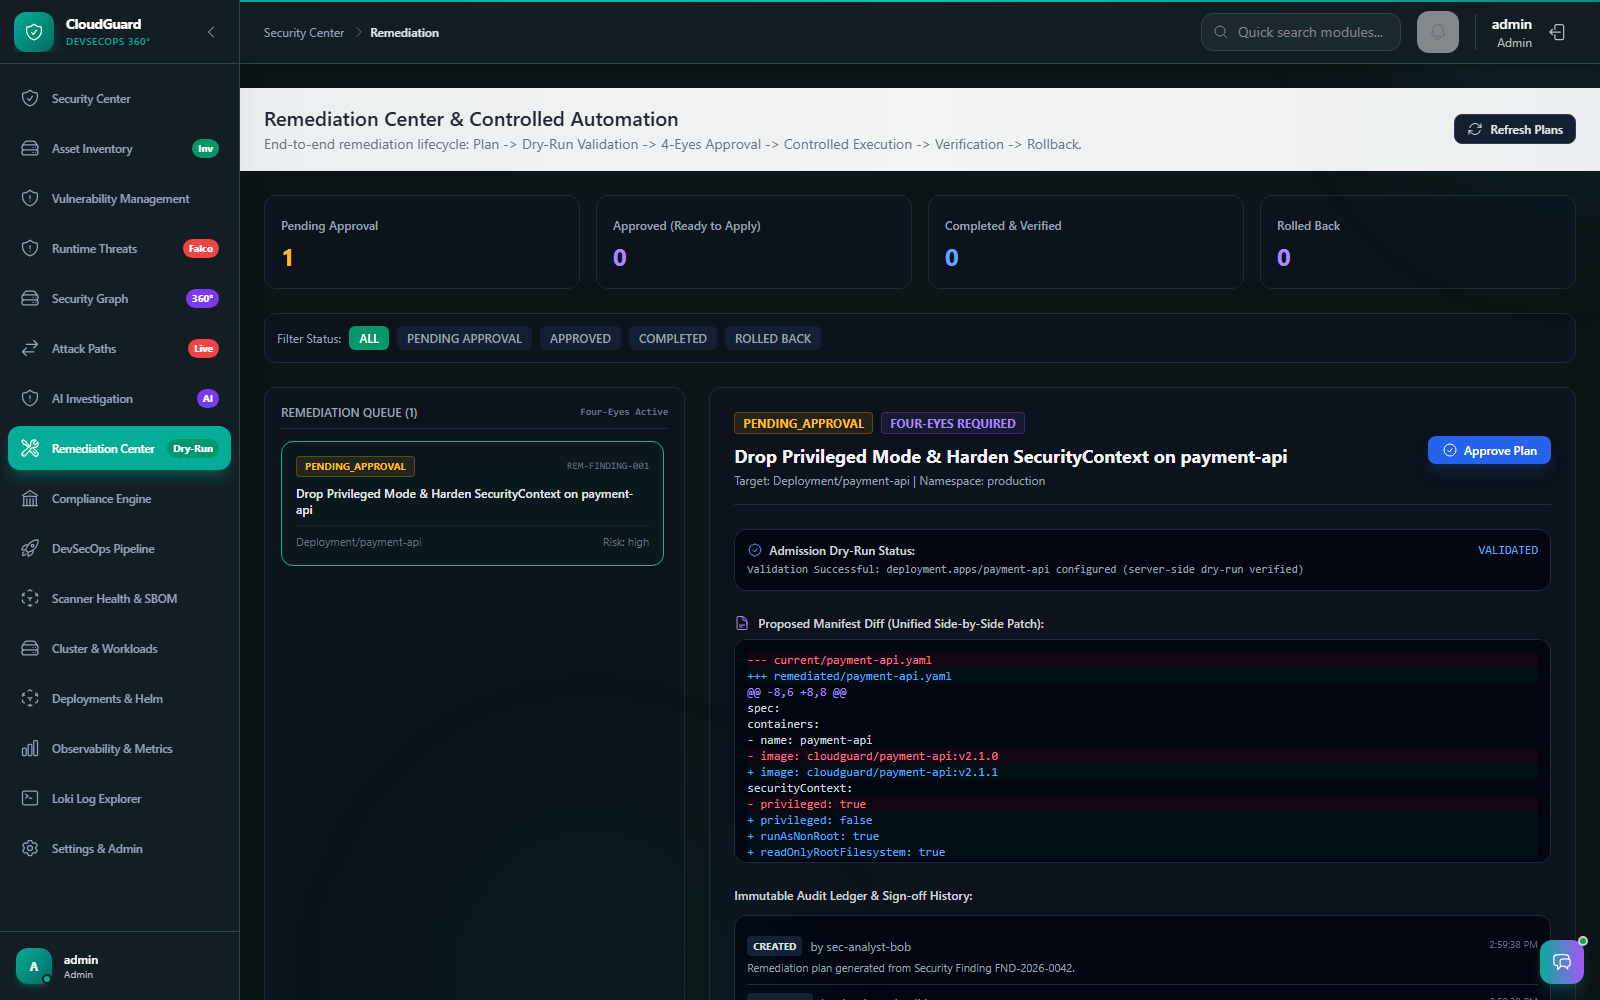 CloudGuard
DEVSECOPS 360°
Security Center
Asset Inventory Inv
Vulnerability Management
Runtime Threats Falco
Security Graph 360°
Attack Paths Live
AI Investigation AI
Remediation Center Dry-Run
Compliance Engine
DevSecOps Pipeline
Scanner Health & SBOM
Cluster & Workloads
Deployments & Helm
Observability & Metrics
Loki Log Explorer
Settings & Admin
A
admin
Admin
Security Center > Remediation
Quick search modules...
admin
Admin
Remediation Center & Controlled Automation
End-to-end remediation lifecycle: Plan -> Dry-Run Validation -> 4-Eyes Approval -> Controlled Execution -> Verification -> Rollback.
Refresh Plans
Pending Approval
1
Approved (Ready to Apply)
0
Completed & Verified
0
Rolled Back
0
Filter Status: ALL PENDING APPROVAL APPROVED COMPLETED ROLLED BACK
REMEDIATION QUEUE (1) Four-Eyes Active
PENDING_APPROVAL REM-FINDING-001
Drop Privileged Mode & Harden SecurityContext on payment-
api
Deployment/payment-api Risk: high
PENDING_APPROVAL FOUR-EYES REQUIRED
Drop Privileged Mode & Harden SecurityContext on payment-api
Target: Deployment/payment-api | Namespace: production
Approve Plan
Admission Dry-Run Status: VALIDATED
Validation Successful: deployment.apps/payment-api configured (server-side dry-run verified)
Proposed Manifest Diff (Unified Side-by-Side Patch):
--- current/payment-api.yaml
+++ remediated/payment-api.yaml
@@ -8,6 +8,8 @@
spec:
containers:
- name: payment-api
- image: cloudguard/payment-api:v2.1.0
+ image: cloudguard/payment-api:v2.1.1
securityContext:
- privileged: true
+ privileged: false
+ runAsNonRoot: true
+ readOnlyRootFilesystem: true
Immutable Audit Ledger & Sign-off History:
CREATED by sec-analyst-bob 2:59:38 PM
Remediation plan generated from Security Finding FND-2026-0042.